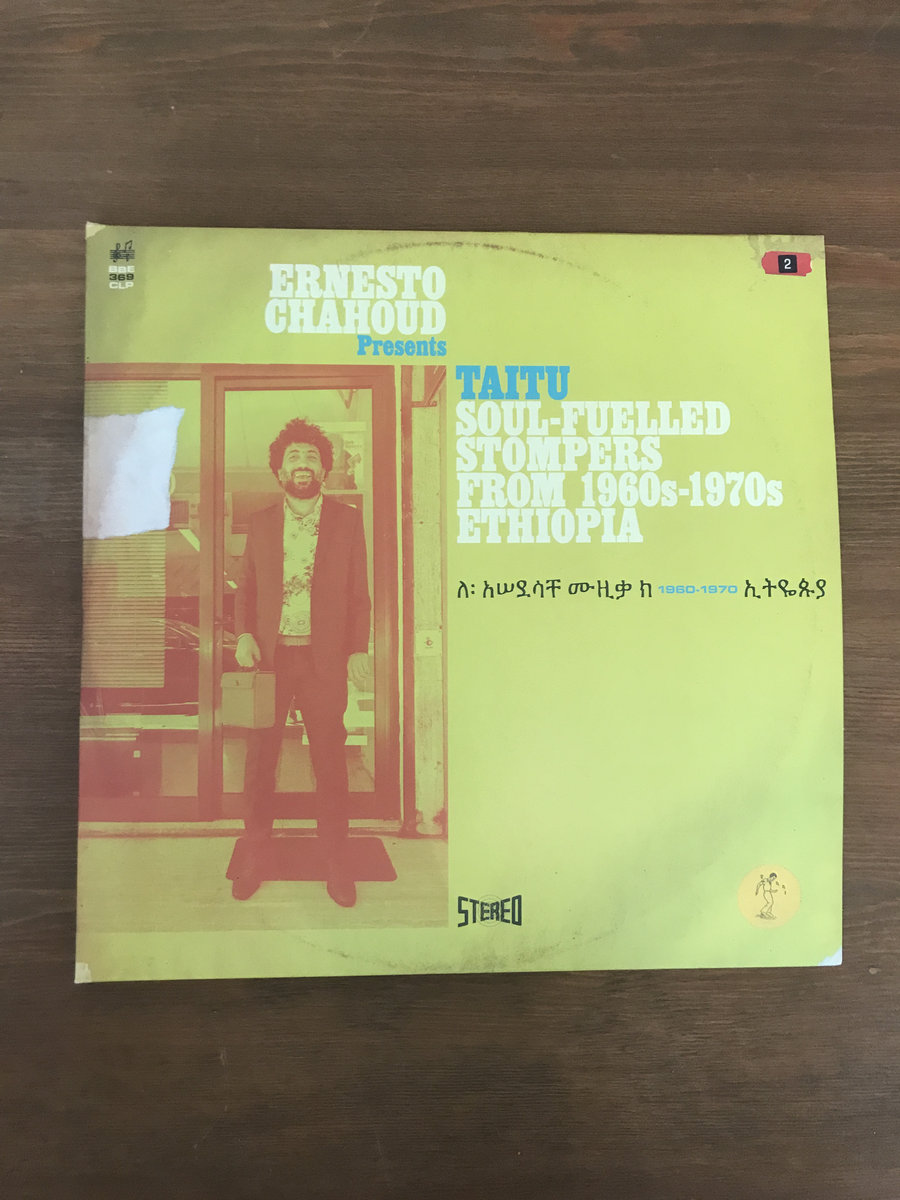 BBE
369
CLP
2
ERNESTO
CHAHOUD
Presents
TAITU
SOUL-FUELLED
STOMPERS
FROM 1960s-1970s
ETHIOPIA
ለ፡ አሠደሳቸ ሙዚቃ ከ 1960-1970 ኢትዬጵያ
STEREO